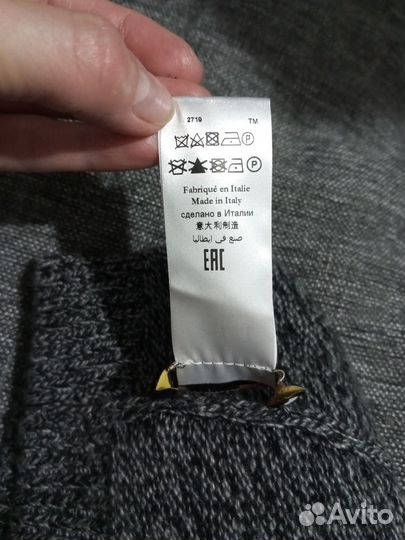 2719 TM
Fabriqué en Italie
Made in Italy
сделано в Италии
意大利制造
صنع في ايطاليا
EAC
Avito